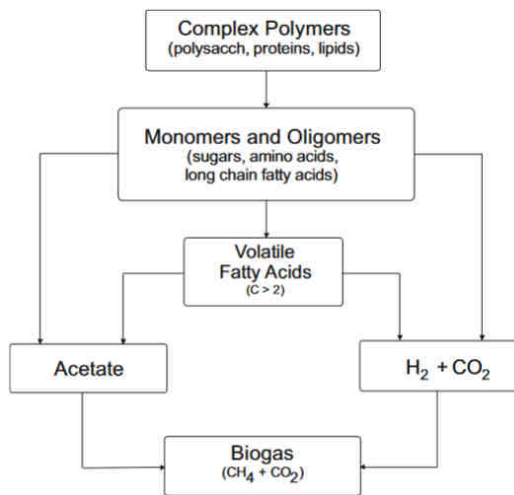 Complex Polymers
(polysacch, proteins, lipids)
Monomers and Oligomers
(sugars, amino acids,
long chain fatty acids)
Volatile
Fatty Acids
(C > 2)
Acetate
H₂ + CO₂
Biogas
(CH₄ + CO₂)